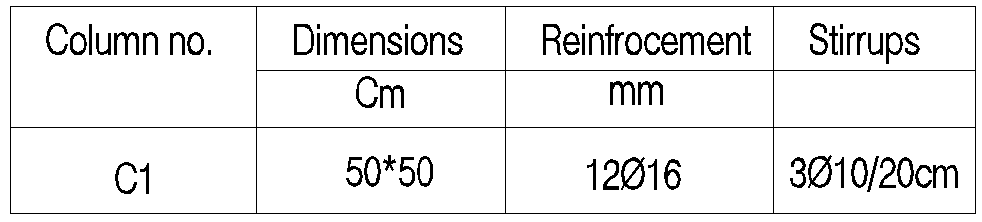 Column no. Dimensions Reinfrocement Stirrups
Cm mm
C1 50*50 12Ø16 3Ø10/20cm